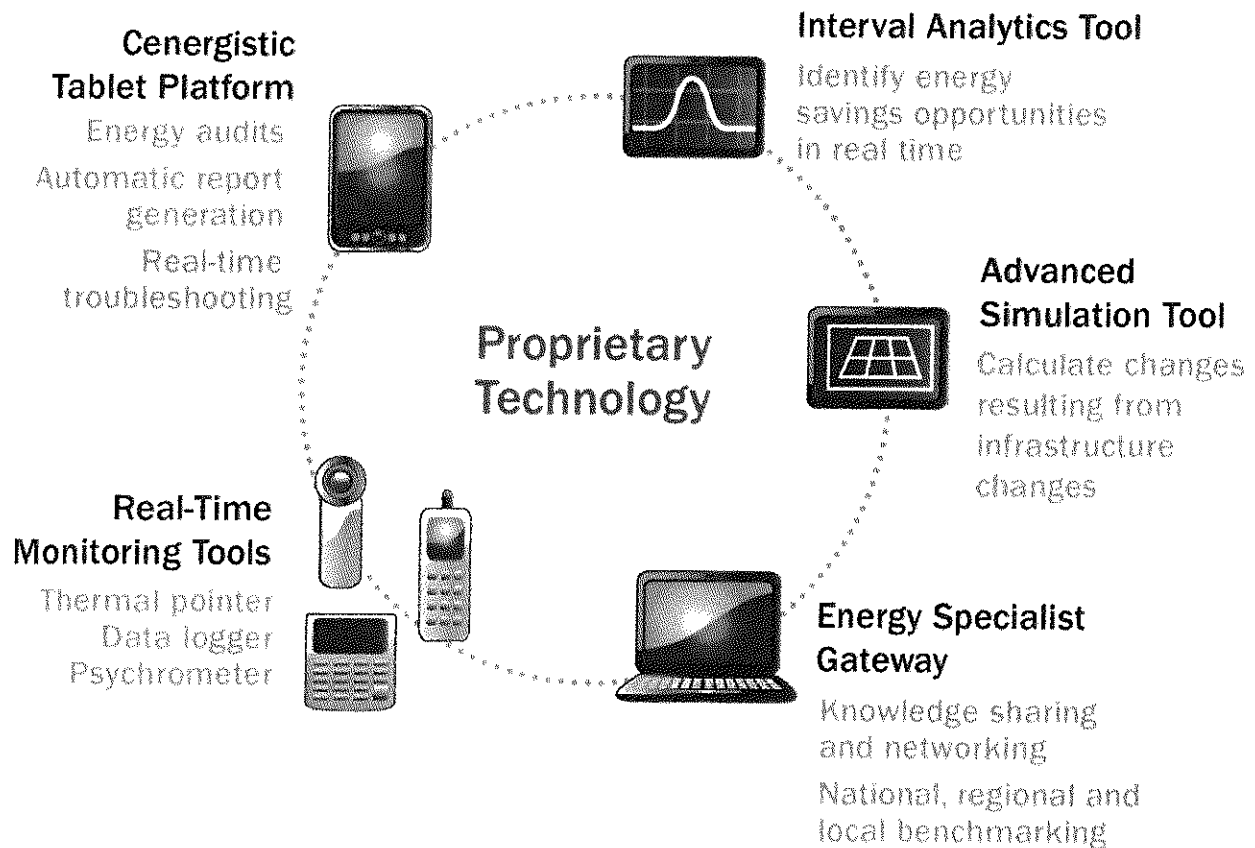 Cenergistic
Tablet Platform
Energy audits
Automatic report
generation
Real-time
troubleshooting
Interval Analytics Tool
Identify energy
savings opportunities
in real time
Advanced
Simulation Tool
Calculate changes
resulting from
infrastructure
changes
Proprietary
Technology
Real-Time
Monitoring Tools
Thermal pointer
Data logger
Psychrometer
Energy Specialist
Gateway
Knowledge sharing
and networking
National, regional and
local benchmarking